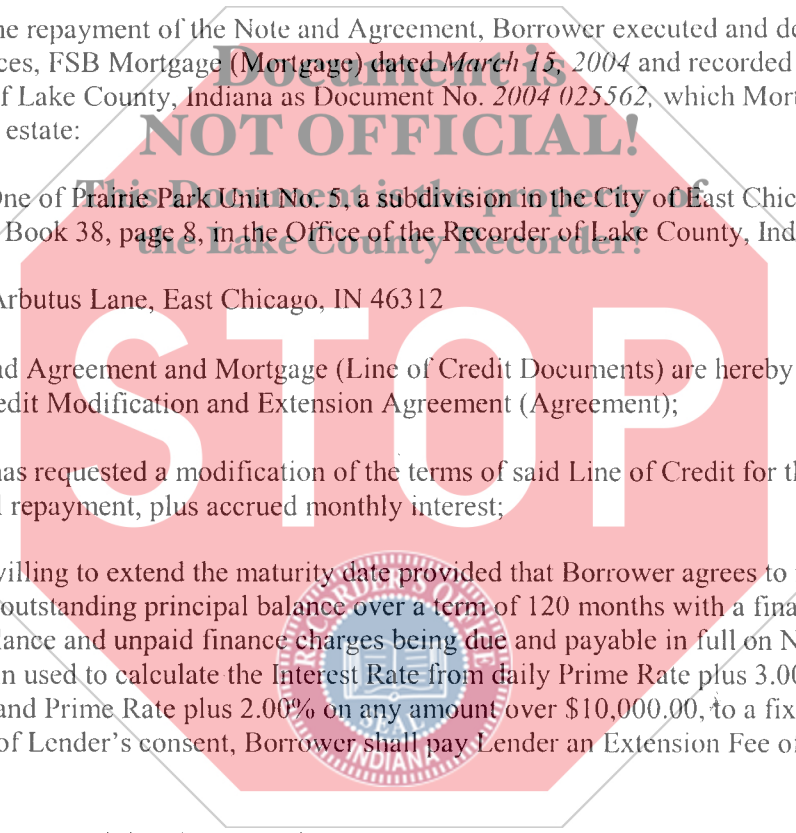 ne repayment of the Note and Agreement, Borrower executed and de
ces, FSB Mortgage (Mortgage) dated March 15, 2004 and recorded
f Lake County, Indiana as Document No. 2004 025562, which Mort
estate:
Document is
NOT OFFICIAL!
This Document is the property of
the Lake County Recorder!
One of Prairie Park Unit No. 5, a subdivision in the City of East Chic
Book 38, page 8, in the Office of the Recorder of Lake County, Ind
Arbutus Lane, East Chicago, IN 46312
STOP
nd Agreement and Mortgage (Line of Credit Documents) are hereby
edit Modification and Extension Agreement (Agreement);
has requested a modification of the terms of said Line of Credit for th
l repayment, plus accrued monthly interest;
willing to extend the maturity date provided that Borrower agrees to
outstanding principal balance over a term of 120 months with a fina
lance and unpaid finance charges being due and payable in full on N
n used to calculate the Interest Rate from daily Prime Rate plus 3.00
and Prime Rate plus 2.00% on any amount over $10,000.00, to a fix
of Lender's consent, Borrower shall pay Lender an Extension Fee of
RECORDER'S OFFICE
SEAL
INDIANA